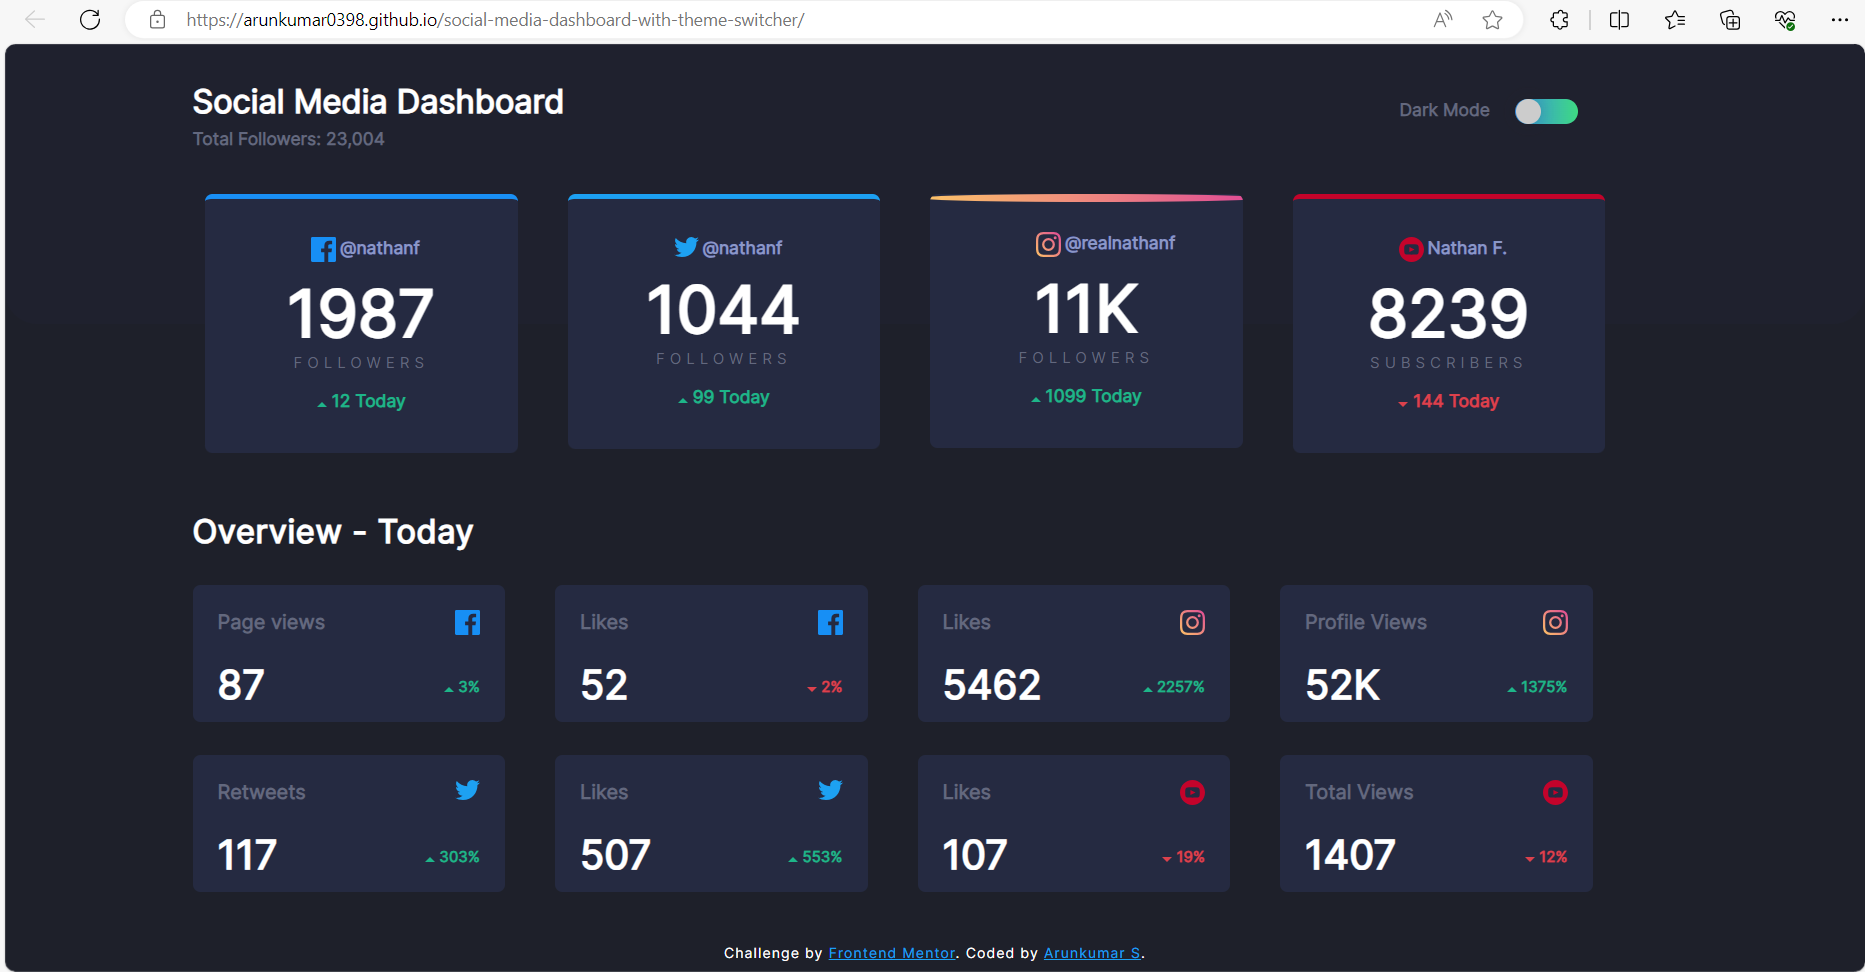 https://arunkumar0398.github.io/social-media-dashboard-with-theme-switcher/
Social Media Dashboard
Dark Mode
Total Followers: 23,004
@nathanf
1987
FOLLOWERS
12 Today
@nathanf
1044
FOLLOWERS
99 Today
@realnathanf
11K
FOLLOWERS
1099 Today
Nathan F.
8239
SUBSCRIBERS
144 Today
Overview - Today
Page views
87
3%
Likes
52
2%
Likes
5462
2257%
Profile Views
52K
1375%
Retweets
117
303%
Likes
507
553%
Likes
107
19%
Total Views
1407
12%
Challenge by Frontend Mentor. Coded by Arunkumar S.